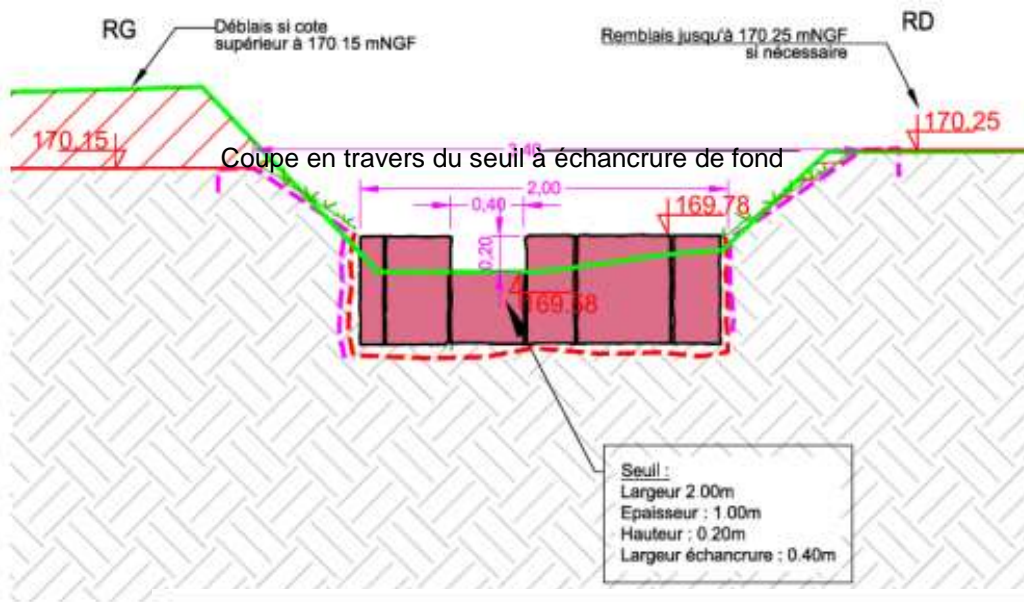 RG
Déblais si cote
supérieur à 170 15 mNGF
RD
Remblais jusqu'à 170 25 mNGF
si nécessaire
170.15
170.25
3,40
Coupe en travers du seuil à échancrure de fond
2,00
0,40
169.78
0,20
169.58
Seuil :
Largeur 2.00m
Epaisseur : 1.00m
Hauteur : 0.20m
Largeur échancrure : 0.40m